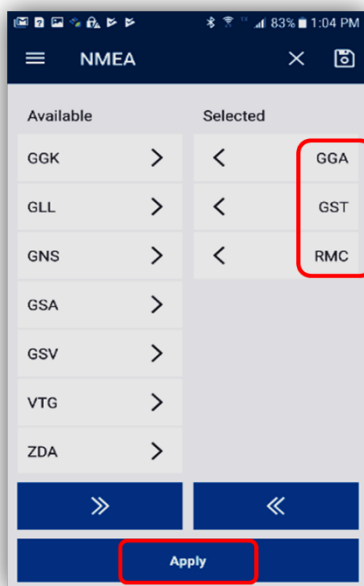 83% 1:04 PM
NMEA
Available Selected
GGK GGA
GLL GST
GNS RMC
GSA
GSV
VTG
ZDA
Apply